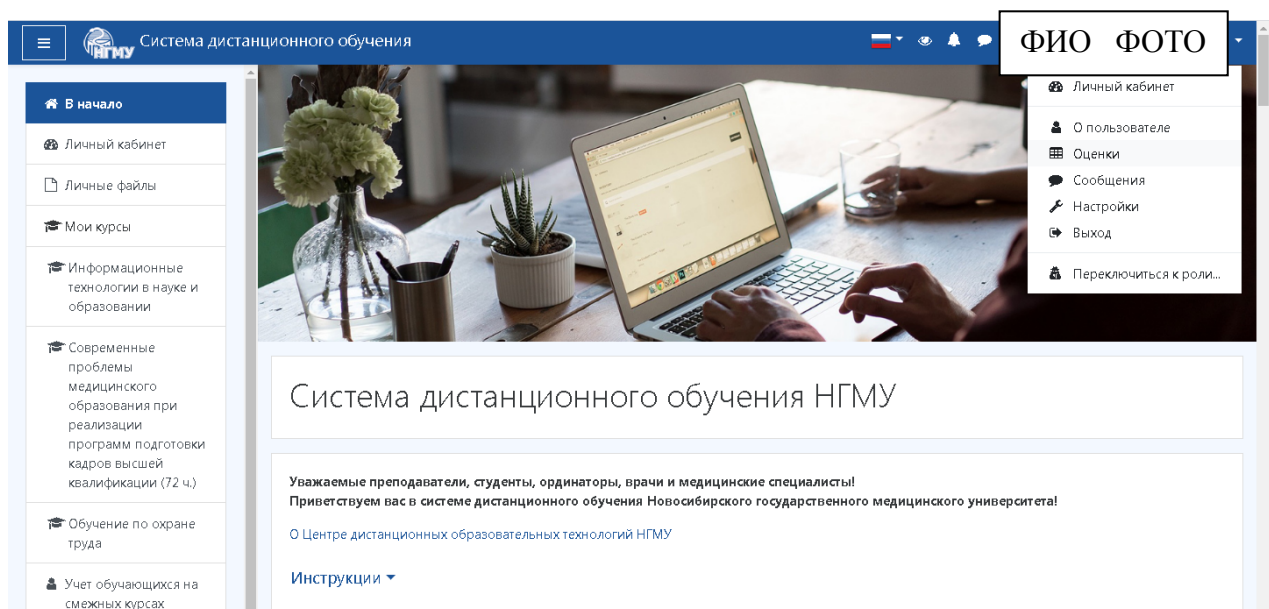 НГМУ
Система дистанционного обучения
ФИО ФОТО
В начало
Личный кабинет
Личные файлы
Мои курсы
Информационные
технологии в науке и
образовании
Современные
проблемы
медицинского
образования при
реализации
программ подготовки
кадров высшей
квалификации (72 ч.)
Обучение по охране
труда
Учет обучающихся на
смежных курсах
Личный кабинет
О пользователе
Оценки
Сообщения
Настройки
Выход
Переключиться к роли...
Система дистанционного обучения НГМУ
Уважаемые преподаватели, студенты, ординаторы, врачи и медицинские специалисты!
Приветствуем вас в системе дистанционного обучения Новосибирского государственного медицинского университета!
О Центре дистанционных образовательных технологий НГМУ
Инструкции